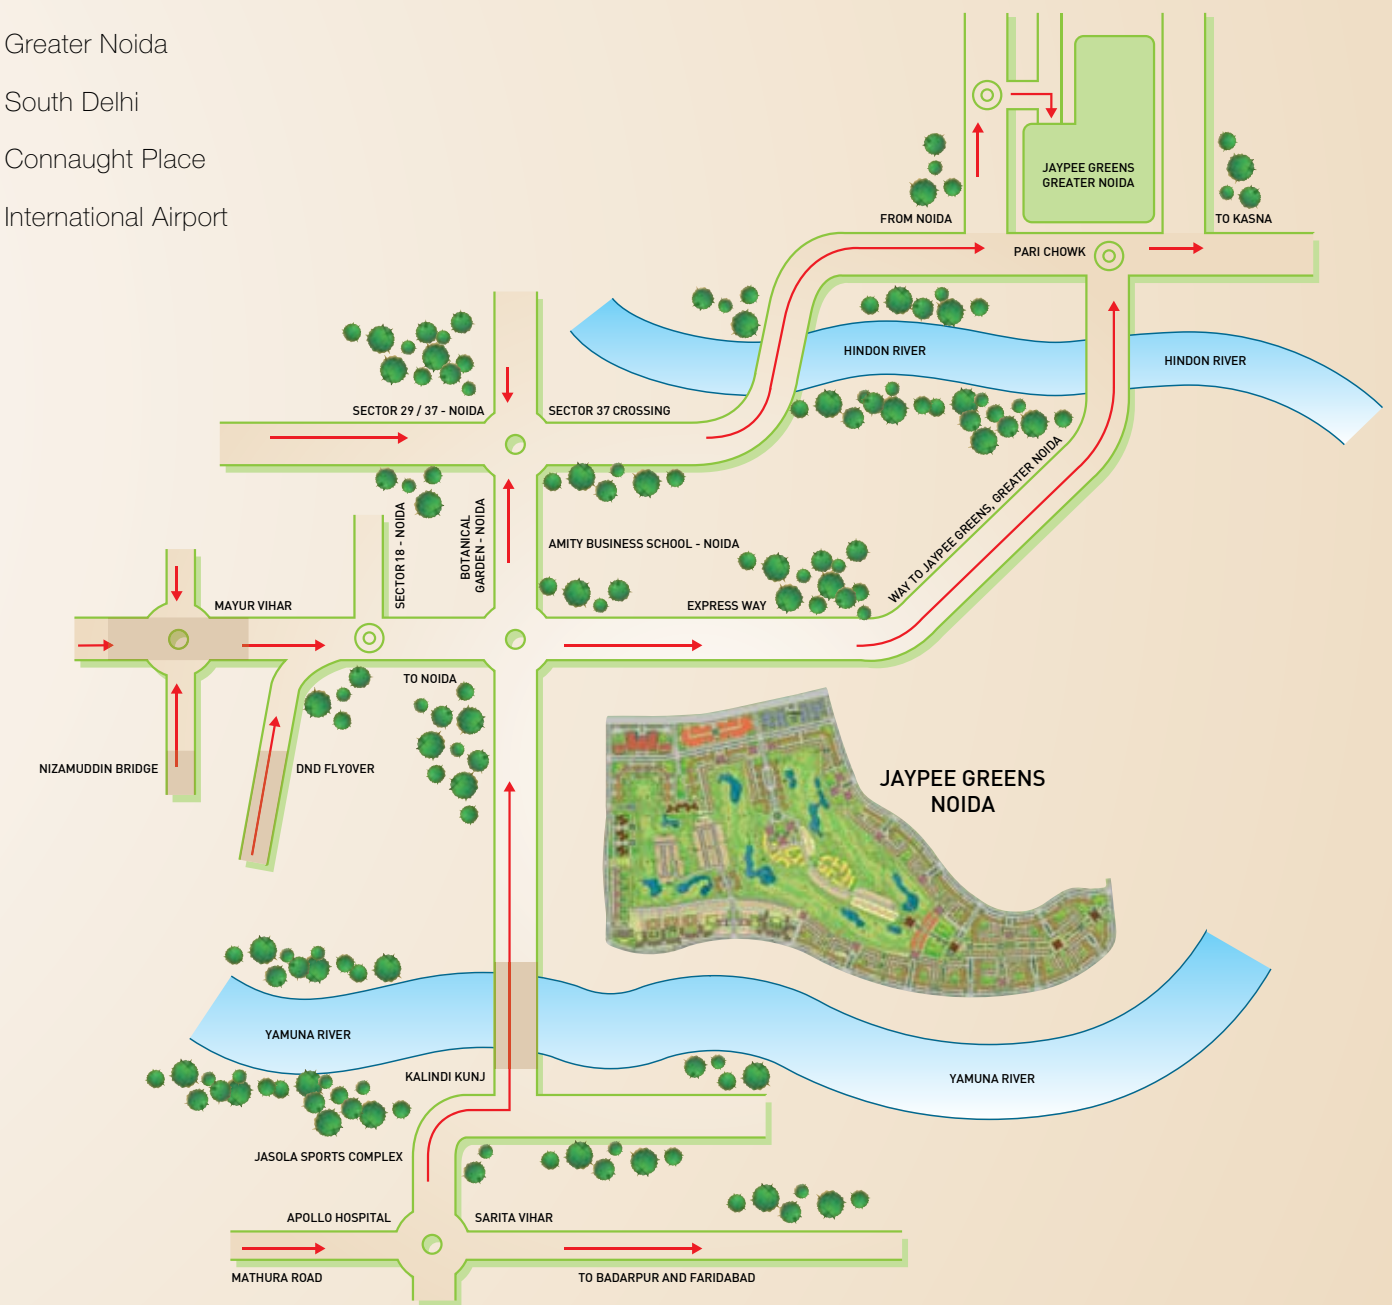 Greater Noida
South Delhi
Connaught Place
International Airport
JAYPEE GREENS
GREATER NOIDA
FROM NOIDA
TO KASNA
PARI CHOWK
HINDON RIVER
HINDON RIVER
SECTOR 29 / 37 - NOIDA
SECTOR 37 CROSSING
SECTOR 18 - NOIDA
BOTANICAL
GARDEN - NOIDA
AMITY BUSINESS SCHOOL - NOIDA
WAY TO JAYPEE GREENS, GREATER NOIDA
MAYUR VIHAR
EXPRESS WAY
TO NOIDA
NIZAMUDDIN BRIDGE
DND FLYOVER
JAYPEE GREENS
NOIDA
YAMUNA RIVER
KALINDI KUNJ
YAMUNA RIVER
JASOLA SPORTS COMPLEX
APOLLO HOSPITAL
SARITA VIHAR
MATHURA ROAD
TO BADARPUR AND FARIDABAD